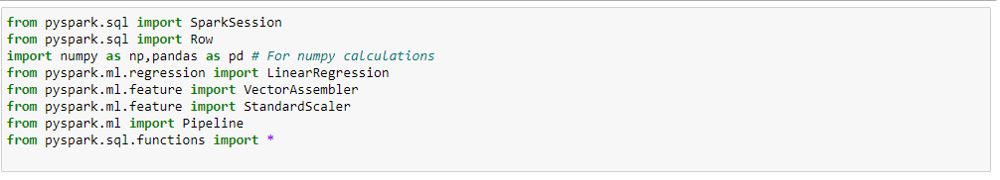 from pyspark.sql import SparkSession
from pyspark.sql import Row
import numpy as np,pandas as pd # For numpy calculations
from pyspark.ml.regression import LinearRegression
from pyspark.ml.feature import VectorAssembler
from pyspark.ml.feature import StandardScaler
from pyspark.ml import Pipeline
from pyspark.sql.functions import *